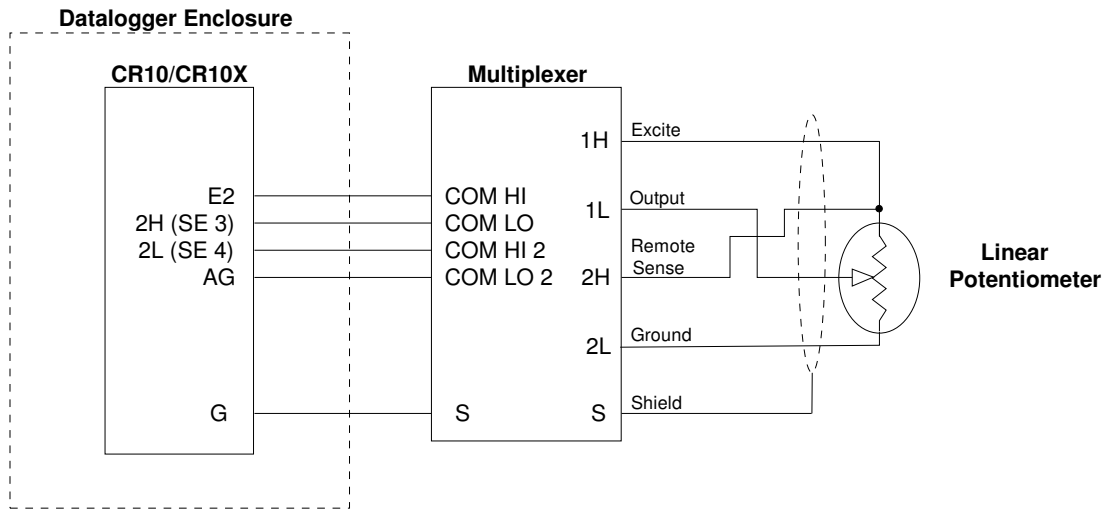 Datalogger Enclosure
CR10/CR10X
Multiplexer
1H
Excite
E2
COM HI
1L
Output
2H (SE 3)
COM LO
2L (SE 4)
COM HI 2
Remote
Sense
AG
COM LO 2
2H
Linear
Potentiometer
2L
Ground
G
S
S
Shield